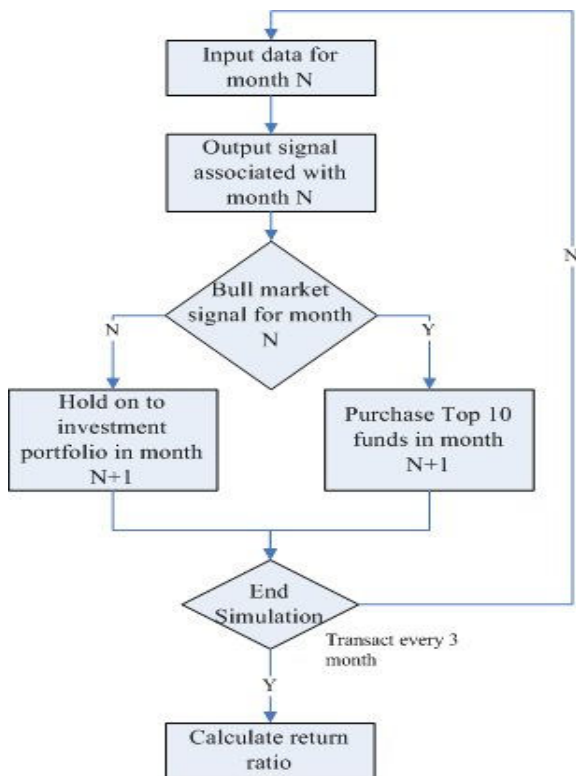 Input data for
month N
Output signal
associated with
month N
N
Bull market
signal for month
N
N
Y
Hold on to
investment
portfolio in month
N+1
Purchase Top 10
funds in month
N+1
End
Simulation
Transact every 3
month
Y
Calculate return
ratio